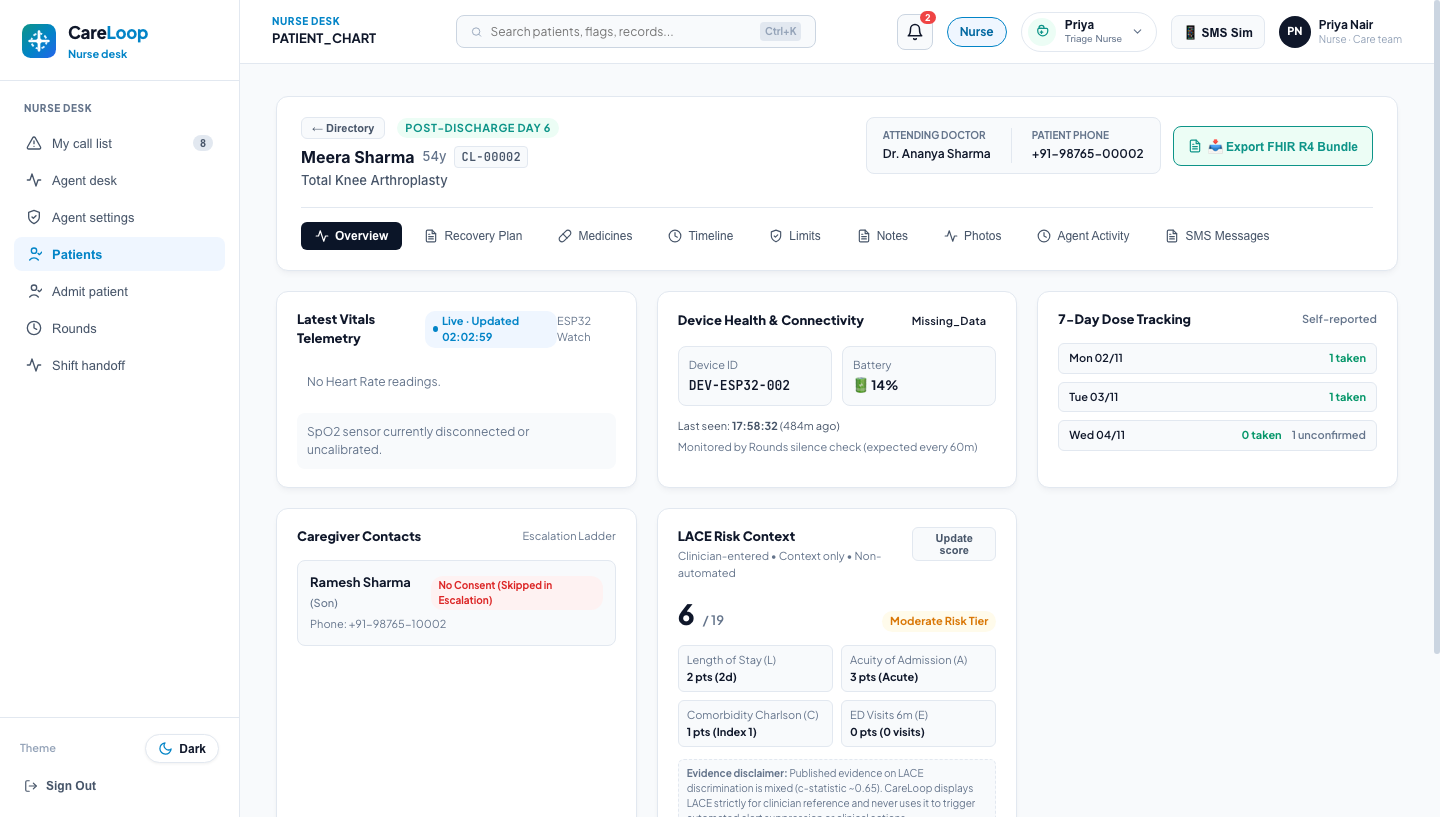 CareLoop
Nurse desk
NURSE DESK
My call list
8
Agent desk
Agent settings
Patients
Admit patient
Rounds
Shift handoff
Theme
Dark
Sign Out
NURSE DESK
PATIENT_CHART
Search patients, flags, records...
Ctrl+K
2
Nurse
Priya
Triage Nurse
SMS Sim
PN
Priya Nair
Nurse · Care team
← Directory
POST-DISCHARGE DAY 6
Meera Sharma 54y CL-00002
Total Knee Arthroplasty
ATTENDING DOCTOR
Dr. Ananya Sharma
PATIENT PHONE
+91-98765-00002
Export FHIR R4 Bundle
Overview
Recovery Plan
Medicines
Timeline
Limits
Notes
Photos
Agent Activity
SMS Messages
Latest Vitals
Telemetry
Live · Updated
02:02:59
ESP32
Watch
No Heart Rate readings.
SpO2 sensor currently disconnected or
uncalibrated.
Device Health & Connectivity
Missing_Data
Device ID
DEV-ESP32-002
Battery
14%
Last seen: 17:58:32 (484m ago)
Monitored by Rounds silence check (expected every 60m)
7-Day Dose Tracking
Self-reported
Mon 02/11 1 taken
Tue 03/11 1 taken
Wed 04/11 0 taken 1 unconfirmed
Caregiver Contacts
Escalation Ladder
Ramesh Sharma
(Son)
No Consent (Skipped in
Escalation)
Phone: +91-98765-10002
LACE Risk Context
Clinician-entered • Context only • Non-
automated
Update
score
6 / 19
Moderate Risk Tier
Length of Stay (L)
2 pts (2d)
Acuity of Admission (A)
3 pts (Acute)
Comorbidity Charlson (C)
1 pts (Index 1)
ED Visits 6m (E)
0 pts (0 visits)
Evidence disclaimer: Published evidence on LACE
discrimination is mixed (c-statistic ~0.65). CareLoop displays
LACE strictly for clinician reference and never uses it to trigger